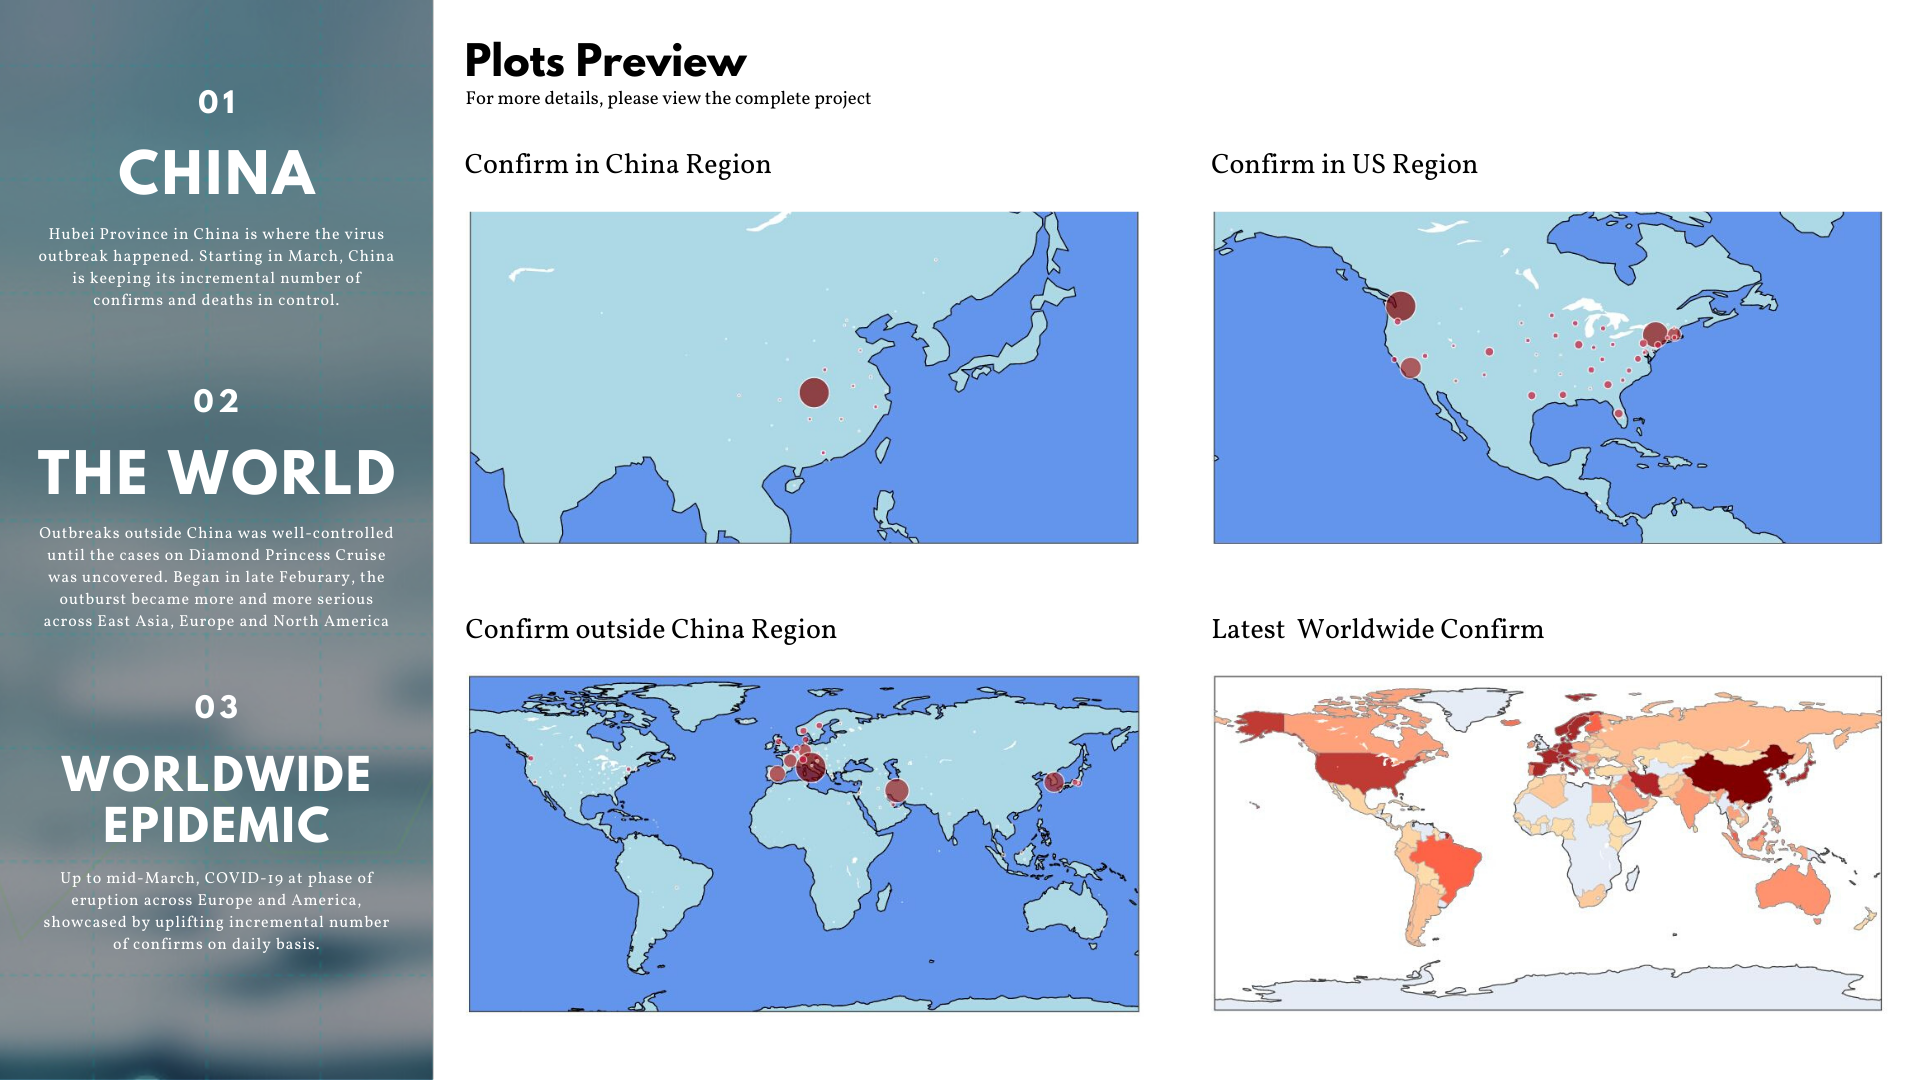 01
CHINA
Hubei Province in China is where the virus
outbreak happened. Starting in March, China
is keeping its incremental number of
confirms and deaths in control.
02
THE WORLD
Outbreaks outside China was well-controlled
until the cases on Diamond Princess Cruise
was uncovered. Began in late Feburary, the
outburst became more and more serious
across East Asia, Europe and North America
03
WORLDWIDE
EPIDEMIC
Up to mid-March, COVID-19 at phase of
eruption across Europe and America,
showcased by uplifting incremental number
of confirms on daily basis.
Plots Preview
For more details, please view the complete project
Confirm in China Region
Confirm in US Region
Confirm outside China Region
Latest  Worldwide Confirm